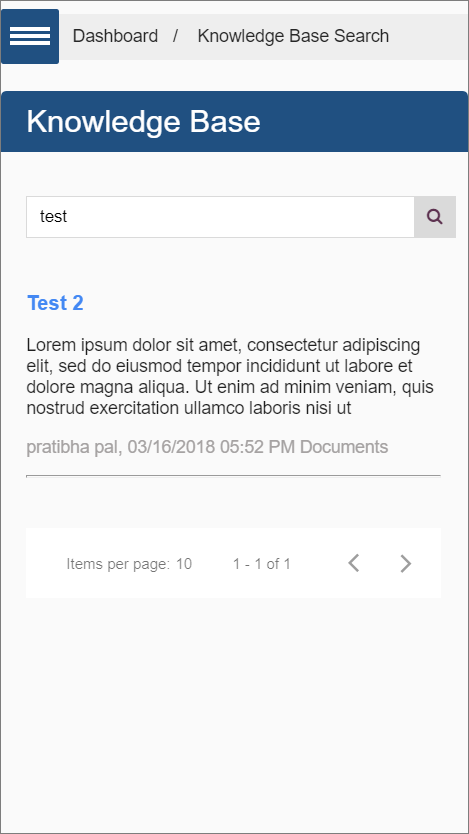 Dashboard / Knowledge Base Search
Knowledge Base
test
Test 2
Lorem ipsum dolor sit amet, consectetur adipiscing
elit, sed do eiusmod tempor incididunt ut labore et
dolore magna aliqua. Ut enim ad minim veniam, quis
nostrud exercitation ullamco laboris nisi ut
pratibha pal, 03/16/2018 05:52 PM Documents
Items per page: 10 1 - 1 of 1